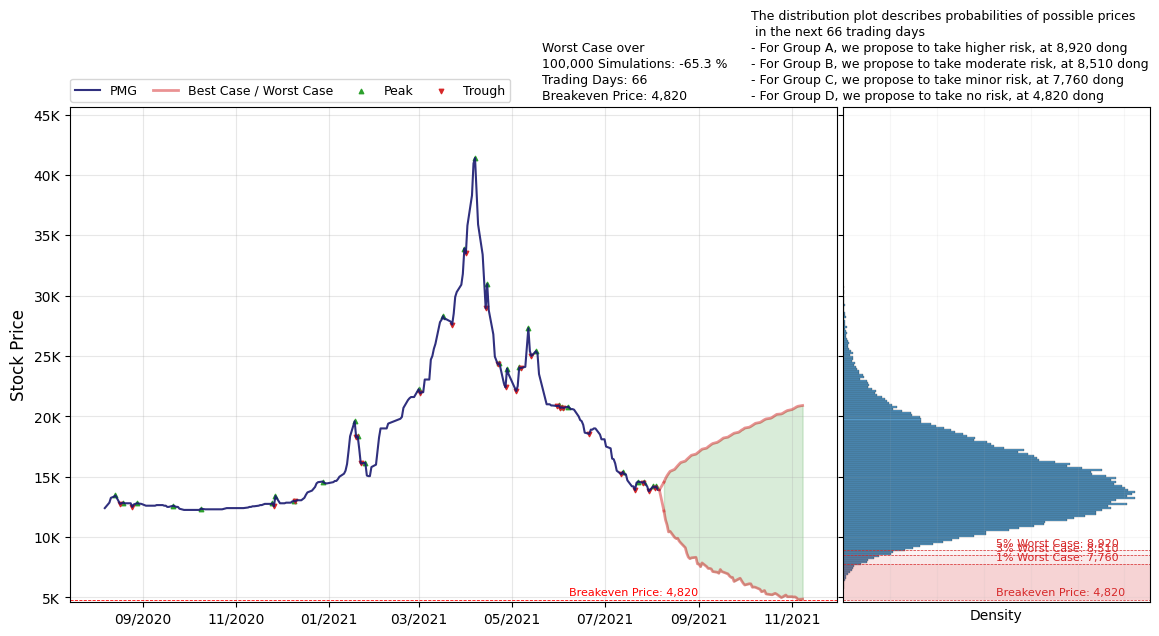 The distribution plot describes probabilities of possible prices
in the next 66 trading days
- For Group A, we propose to take higher risk, at 8,920 dong
- For Group B, we propose to take moderate risk, at 8,510 dong
- For Group C, we propose to take minor risk, at 7,760 dong
- For Group D, we propose to take no risk, at 4,820 dong
Worst Case over
100,000 Simulations: -65.3 %
Trading Days: 66
Breakeven Price: 4,820
PMG
Best Case / Worst Case
Peak
Trough
Stock Price
45K
40K
35K
30K
25K
20K
15K
10K
5K
09/2020
11/2020
01/2021
03/2021
05/2021
07/2021
09/2021
11/2021
Breakeven Price: 4,820
5% Worst Case: 8,920
3% Worst Case: 8,510
1% Worst Case: 7,760
Breakeven Price: 4,820
Density